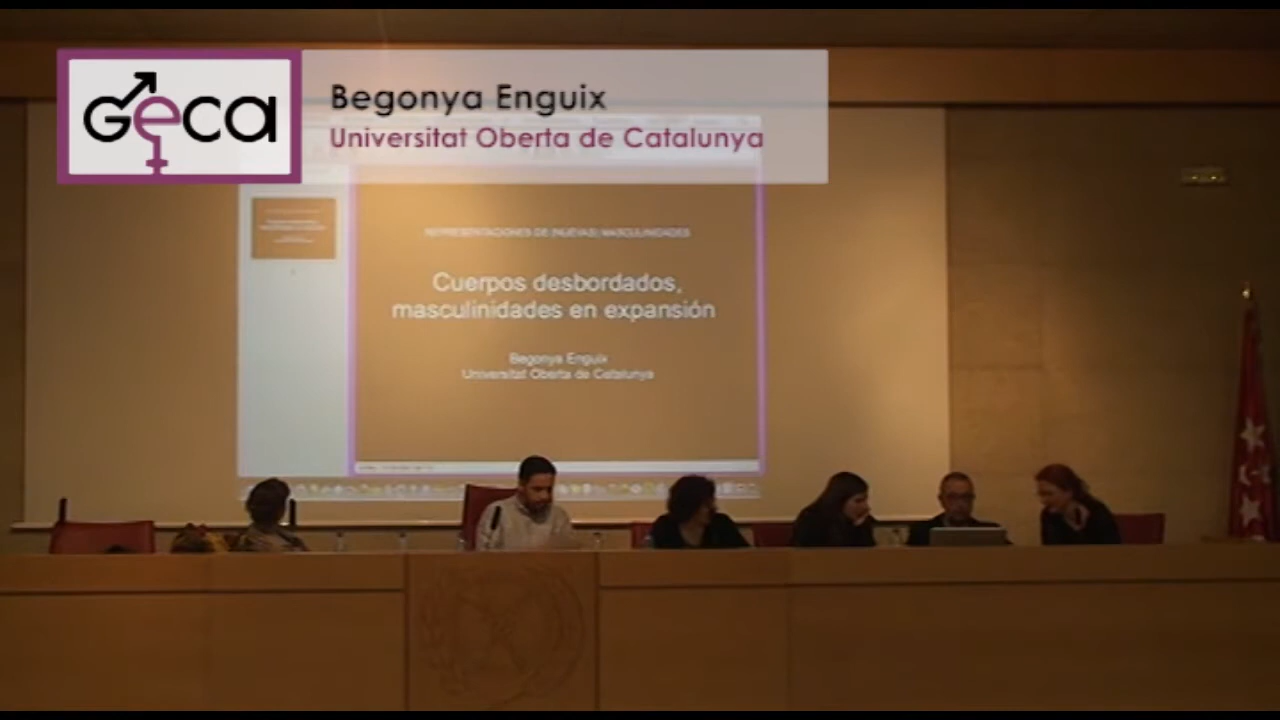 Geca
Begonya Enguix
Universitat Oberta de Catalunya
REPRESENTACIONES DE (NUEVAS) MASCULINIDADES
Cuerpos desbordados,
masculinidades en expansión
Begonya Enguix
Universitat Oberta de Catalunya